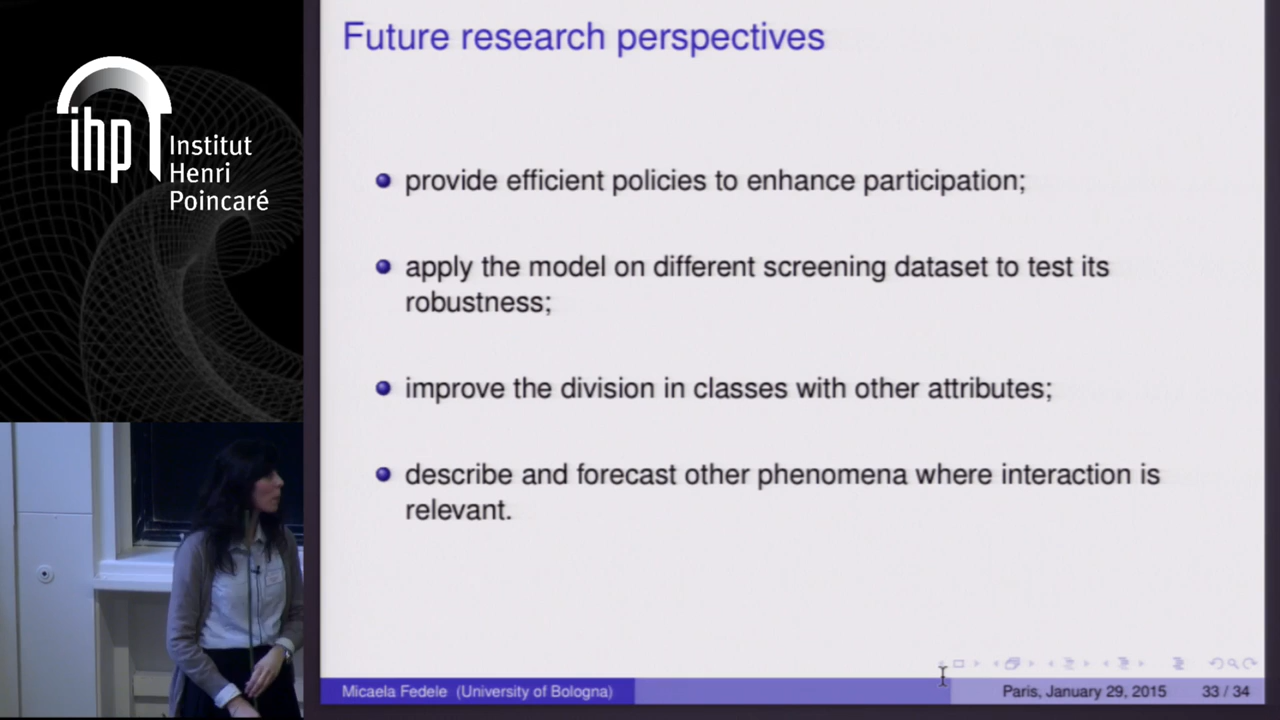 ihp
Institut
Henri
Poincaré
Future research perspectives
provide efficient policies to enhance participation;
apply the model on different screening dataset to test its
robustness;
improve the division in classes with other attributes;
describe and forecast other phenomena where interaction is
relevant.
Micaela Fedele (University of Bologna)
Paris, January 29, 2015
33 / 34